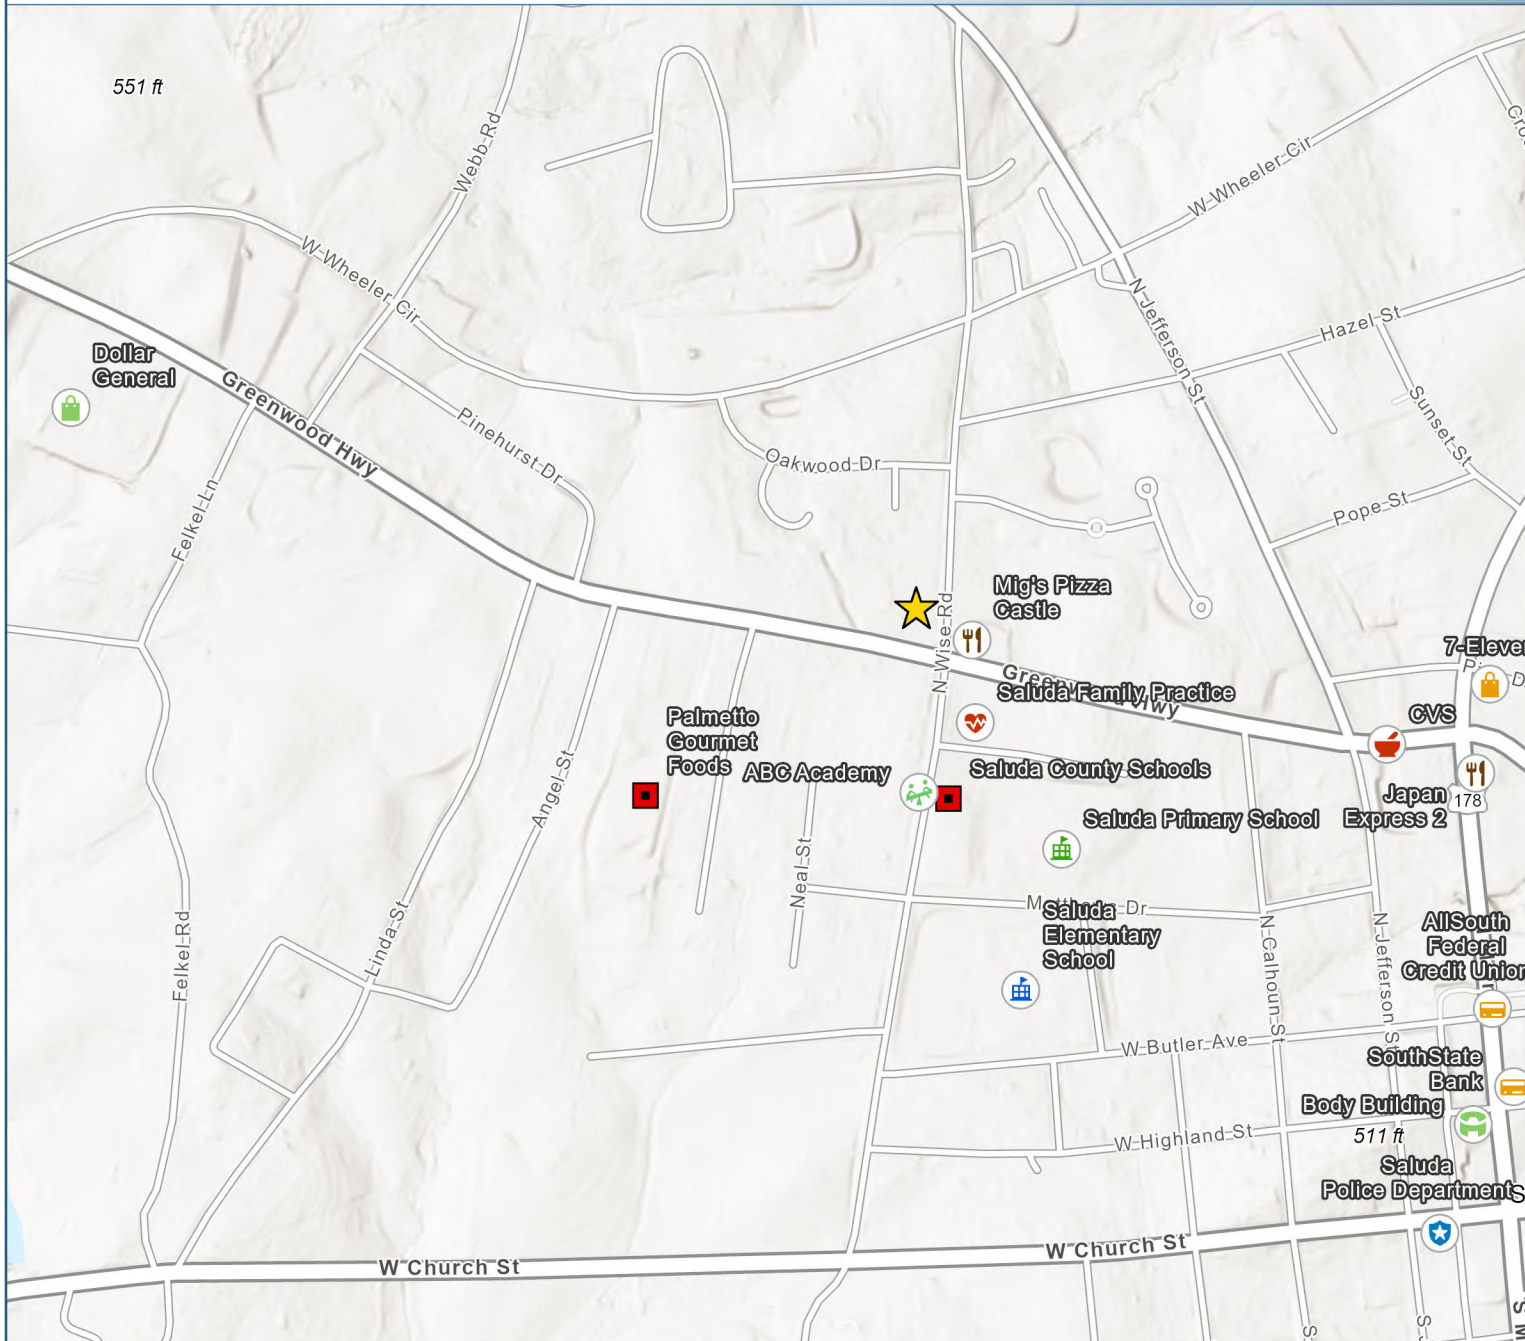 551 ft
Webb Rd
W Wheeler Cir
W Wheeler Cir
N Jefferson St
Hazel St
Dollar
General
Greenwood Hwy
Pinehurst Dr
Sunset St
Oakwood Dr
Felkel Ln
Pope St
Mig's Pizza
Castle
N Wise Rd
7-Eleven
Saluda Family Practice
Palmetto
Gourmet
Foods
CVS
ABC Academy
Saluda County Schools
Angel St
Japan
Express 2
178
Saluda Primary School
Neal St
Saluda
Elementary
School
Linda St
Felkel Rd
N Calhoun St
N Jefferson St
AllSouth
Federal
Credit Union
W Butler Ave
SouthState
Bank
Body Building
W Highland St
511 ft
Saluda
Police Department
W Church St
W Church St